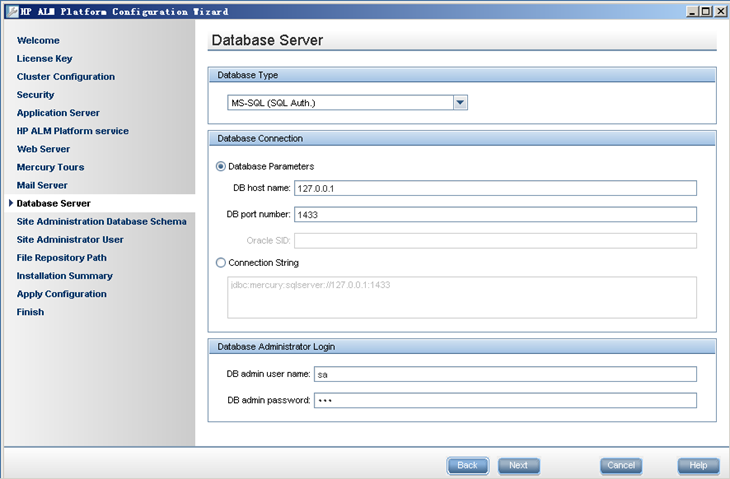 HP ALM Platform Configuration Wizard
Welcome
License Key
Cluster Configuration
Security
Application Server
HP ALM Platform service
Web Server
Mercury Tours
Mail Server
Database Server
Site Administration Database Schema
Site Administrator User
File Repository Path
Installation Summary
Apply Configuration
Finish
Database Server
Database Type
MS-SQL (SQL Auth.)
Database Connection
Database Parameters
DB host name: 127.0.0.1
DB port number: 1433
Oracle SID:
Connection String
jdbc:mercury:sqlserver://127.0.0.1:1433
Database Administrator Login
DB admin user name: sa
DB admin password: •••
Back Next Cancel Help